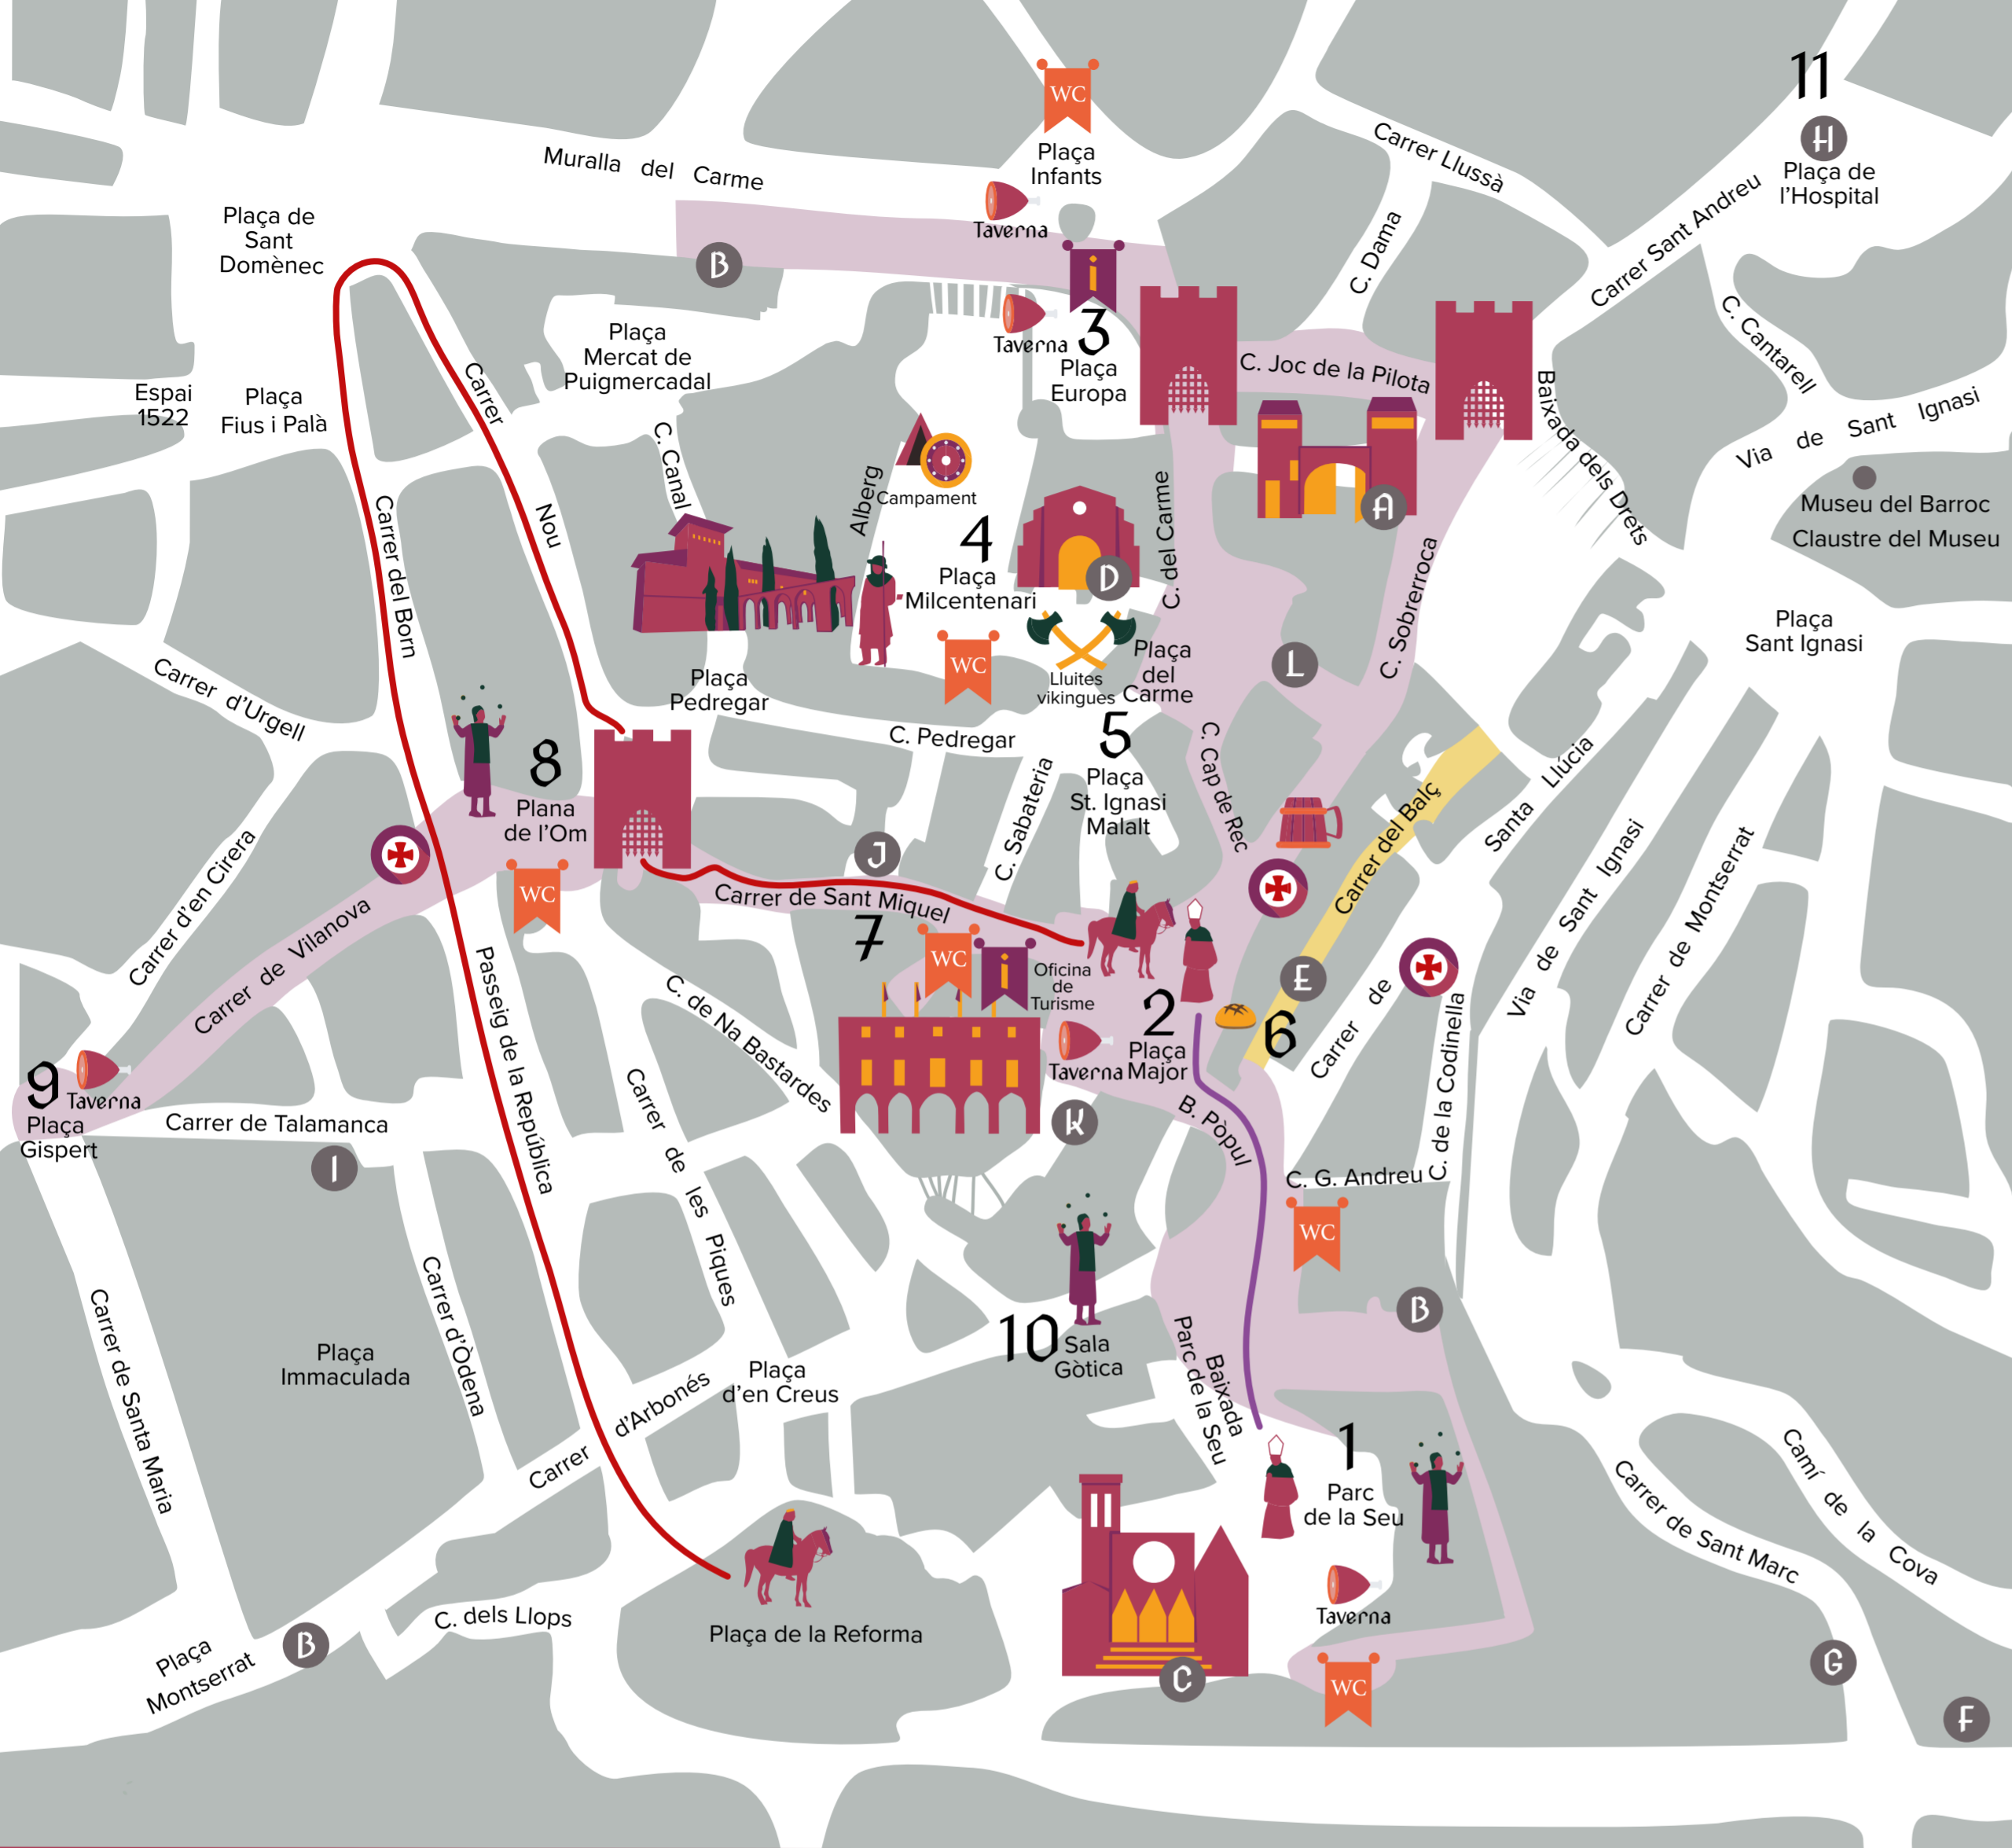 11
WC
H
Plaça
Infants
Plaça de
l'Hospital
Carrer Llussà
Muralla del Carme
Carrer Sant Andreu
Taverna
Plaça de
Sant
Domènec
C. Dama
B
i
C. Cantarell
Taverna
3
Plaça
Europa
Plaça
Mercat de
Puigmercadal
C. Joc de la Pilota
Baixada dels Drets
Espai
1522
Plaça
Fius i Palà
Carrer
Nou
C. Canal
Via de Sant Ignasi
Alberg
Campament
A
Museu del Barroc
Claustre del Museu
Carrer del Born
4
Plaça
Milcentenari
D
C. del Carme
C. Sobrerroca
Plaça
Sant Ignasi
WC
Lluites
vikingues
Plaça
del
Carme
L
Carrer d'Urgell
Plaça
Pedregar
C. Pedregar
5
Plaça
St. Ignasi
Malalt
C. Cap de Rec
8
Plana
de l'Om
C. Sabateria
Carrer del Balç
Santa Llúcia
Carrer de
J
Carrer de Sant Miquel
WC
7
Carrer d'en Cirera
Carrer de Vilanova
Passeig de la República
C. de Na Bastardes
WC
i
Oficina
de
Turisme
2
Plaça
Major
Taverna
E
6
Via de Sant Ignasi
Carrer de Montserrat
C. de la Codinella
9
Taverna
Plaça
Gispert
Carrer de Talamanca
I
Carrer de les Piques
K
B. Pòpul
C. G. Andreu
WC
B
Carrer de Santa Maria
Plaça
Immaculada
Carrer d'Òdena
10
Sala
Gòtica
Plaça
d'en Creus
Carrer d'Arbonés
Baixada
Parc de la Seu
1
Parc
de la Seu
Camí de la Cova
Carrer de Sant Marc
Taverna
C. dels Llops
Plaça de la Reforma
Plaça
Montserrat
B
C
WC
G
F